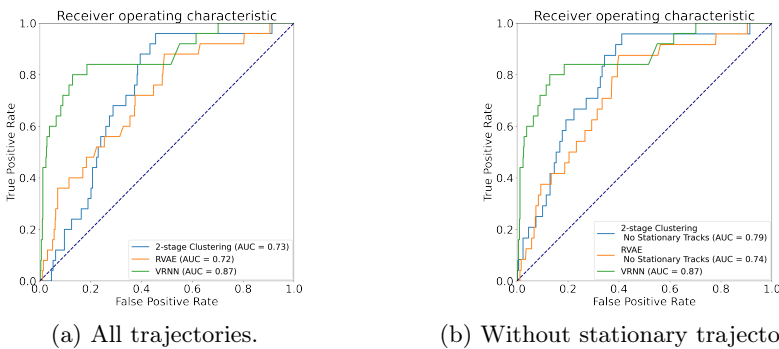 Receiver operating characteristic
True Positive Rate
1.0
0.8
0.6
0.4
0.2
0.0
2-stage Clustering (AUC = 0.73)
RVAE (AUC = 0.72)
VRNN (AUC = 0.87)
0.0 0.2 0.4 0.6 0.8 1.0
False Positive Rate
(a) All trajectories.
Receiver operating characteristic
True Positive Rate
1.0
0.8
0.6
0.4
0.2
0.0
2-stage Clustering
No Stationary Tracks (AUC = 0.79)
RVAE
No Stationary Tracks (AUC = 0.74)
VRNN (AUC = 0.87)
0.0 0.2 0.4 0.6 0.8 1.0
False Positive Rate
(b) Without stationary trajecto